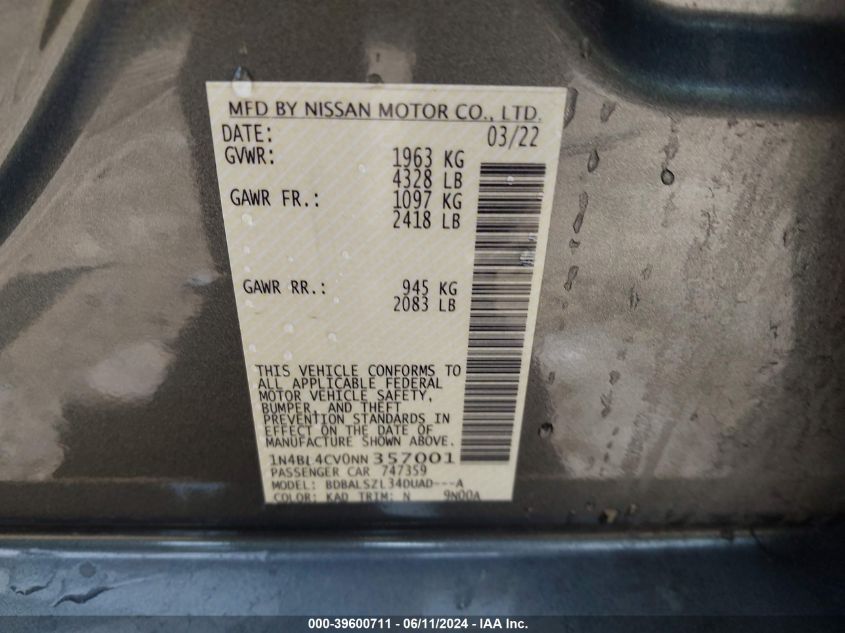 MFD BY NISSAN MOTOR CO., LTD.
DATE: 03/22
GVWR: 1963 KG
4328 LB
GAWR FR.: 1097 KG
2418 LB
GAWR RR.: 945 KG
2083 LB
THIS VEHICLE CONFORMS TO
ALL APPLICABLE FEDERAL
MOTOR VEHICLE SAFETY,
BUMPER, AND THEFT
PREVENTION STANDARDS IN
EFFECT ON THE DATE OF
MANUFACTURE SHOWN ABOVE.
1N4BL4CV0NN 357001
PASSENGER CAR 747359
MODEL: BDBALSZL34DUAD---A
COLOR: KAD TRIM: N 9N00A
000-39600711 - 06/11/2024 - IAA Inc.